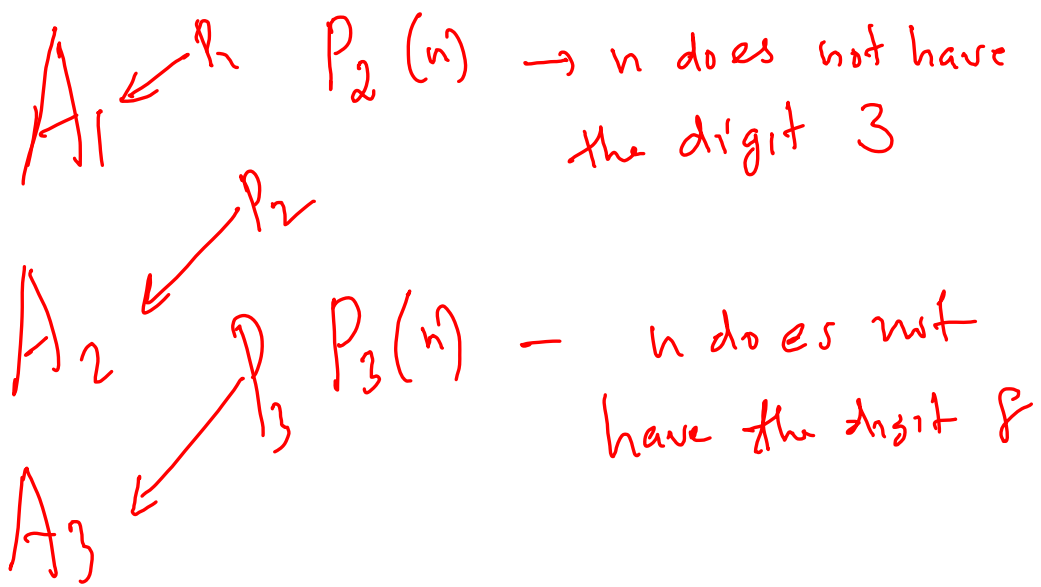 A1 P1 P2 (n) → n does not have
the digit 3
P2
A2 P3 P3 (n) – n does not
have the digit 8
A3